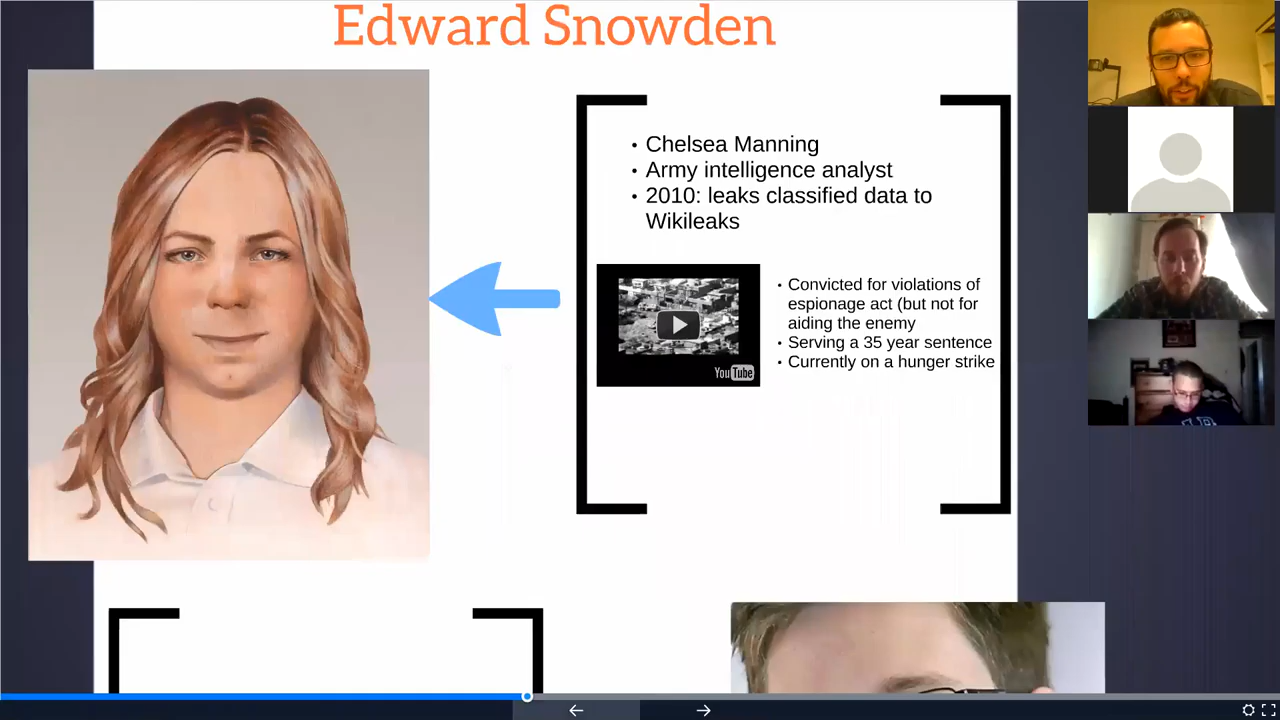 Edward Snowden
• Chelsea Manning
• Army intelligence analyst
• 2010: leaks classified data to
Wikileaks
YouTube
• Convicted for violations of
espionage act (but not for
aiding the enemy
• Serving a 35 year sentence
• Currently on a hunger strike